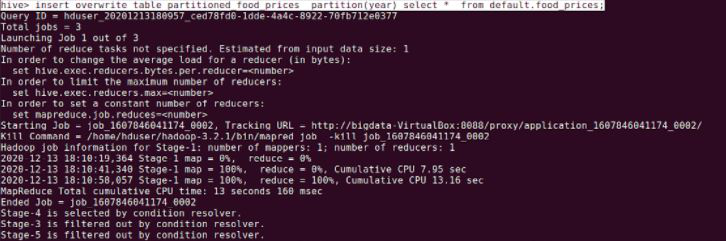 hive> insert overwrite table partitioned_food_prices  partition(year) select *  from default.food_prices;
Query ID = hduser_20201213180957_ced78fd0-1dde-4a4c-8922-70fb712e0377
Total jobs = 3
Launching Job 1 out of 3
Number of reduce tasks not specified. Estimated from input data size: 1
In order to change the average load for a reducer (in bytes):
  set hive.exec.reducers.bytes.per.reducer=<number>
In order to limit the maximum number of reducers:
  set hive.exec.reducers.max=<number>
In order to set a constant number of reducers:
  set mapreduce.job.reduces=<number>
Starting Job = job_1607846041174_0002, Tracking URL = http://bigdata-VirtualBox:8088/proxy/application_1607846041174_0002/
Kill Command = /home/hduser/hadoop-3.2.1/bin/mapred job  -kill job_1607846041174_0002
Hadoop job information for Stage-1: number of mappers: 1; number of reducers: 1
2020-12-13 18:10:19,364 Stage-1 map = 0%,  reduce = 0%
2020-12-13 18:10:41,340 Stage-1 map = 100%,  reduce = 0%, Cumulative CPU 7.95 sec
2020-12-13 18:10:58,057 Stage-1 map = 100%,  reduce = 100%, Cumulative CPU 13.16 sec
MapReduce Total cumulative CPU time: 13 seconds 160 msec
Ended Job = job_1607846041174_0002
Stage-4 is selected by condition resolver.
Stage-3 is filtered out by condition resolver.
Stage-5 is filtered out by condition resolver.